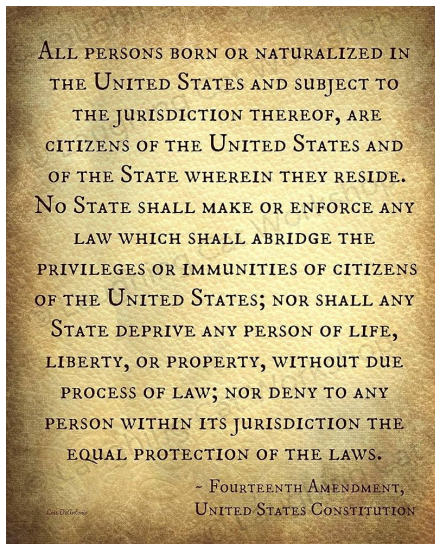 All persons born or naturalized in
the United States and subject to
the jurisdiction thereof, are
citizens of the United States and
of the State wherein they reside.
No State shall make or enforce any
law which shall abridge the
privileges or immunities of citizens
of the United States; nor shall any
State deprive any person of life,
liberty, or property, without due
process of law; nor deny to any
person within its jurisdiction the
equal protection of the laws.
~ Fourteenth Amendment,
United States Constitution